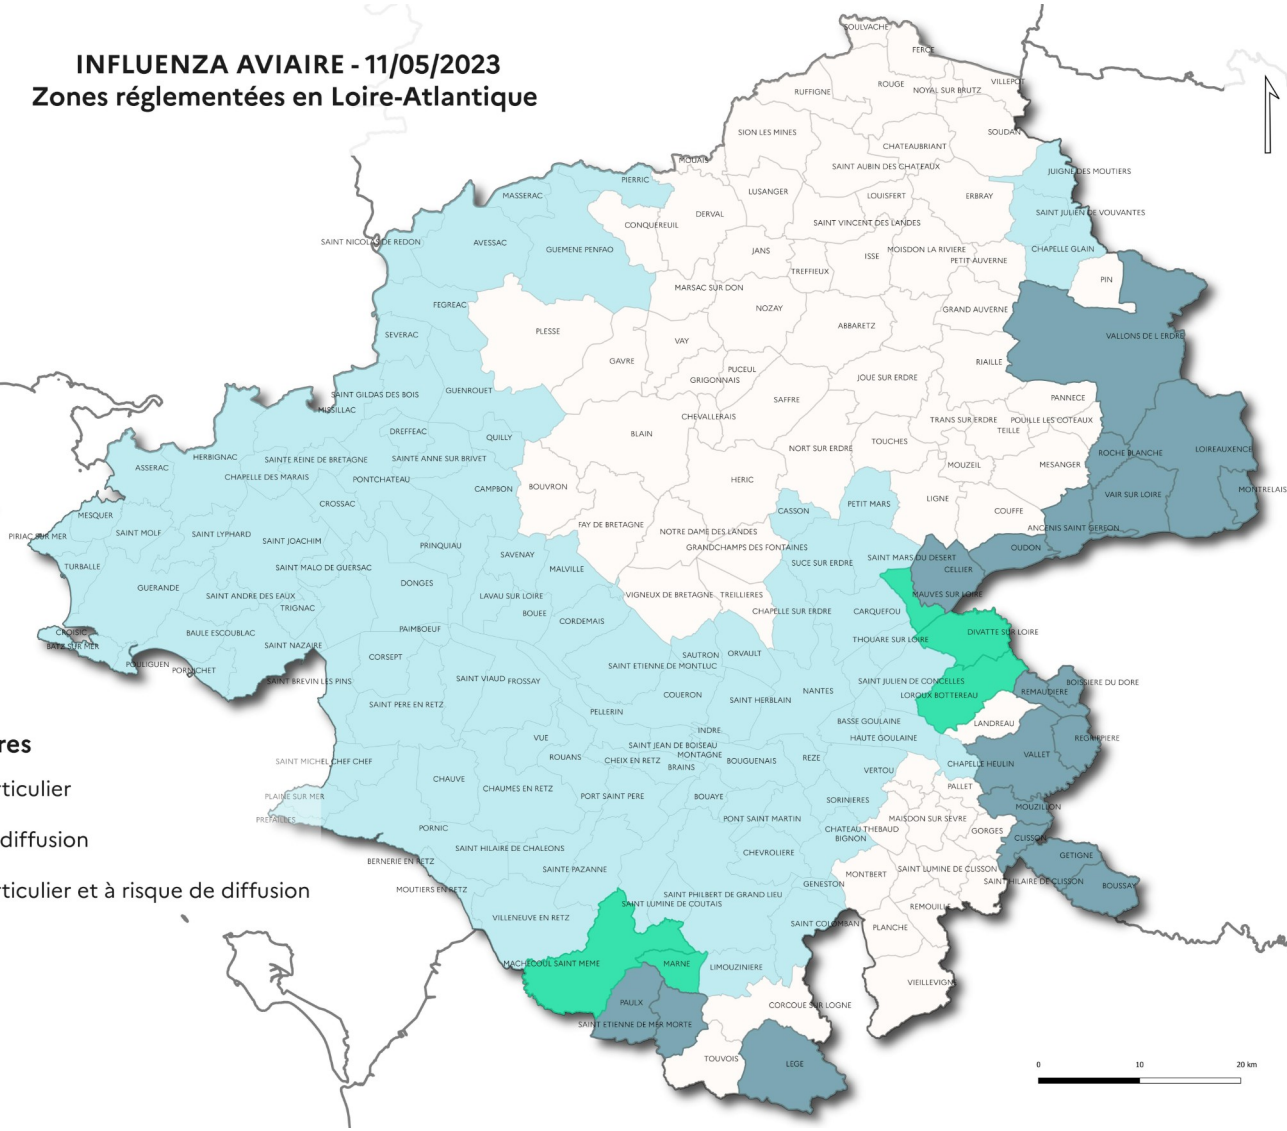 INFLUENZA AVIAIRE - 11/05/2023
Zones réglementées en Loire-Atlantique
SOULVACHE
FERCE
VILLEPOT
ROUGE
RUFFIGNE
NOYAL SUR BRUTZ
SION LES MINES
SOUDAN
CHATEAUBRIANT
MOUAIS
SAINT AUBIN DES CHATEAUX
JUIGNE DES MOUTIERS
PIERRIC
MASSERAC
LUSANGER
LOUISFERT
ERBRAY
DERVAL
SAINT JULIEN DE VOUVANTES
CONQUEREUIL
SAINT VINCENT DES LANDES
SAINT NICOLAS DE REDON
AVESSAC
GUEMENE PENFAO
JANS
ISSE
MOISDON LA RIVIERE
CHAPELLE GLAIN
PETIT AUVERNE
TREFFIEUX
PIN
MARSAC SUR DON
FEGREAC
NOZAY
GRAND AUVERNE
ABBARETZ
PLESSE
SEVERAC
VALLONS DE L ERDRE
VAY
GAVRE
RIAILLE
PUCEUL
GRIGONNAIS
JOUE SUR ERDRE
GUENROUET
SAINT GILDAS DES BOIS
MISSILLAC
SAFFRE
PANNECE
CHEVALLERAIS
TRANS SUR ERDRE
POUILLE LES COTEAUX
TEILLE
DREFFEAC
QUILLY
BLAIN
TOUCHES
NORT SUR ERDRE
LOIREAUXENCE
ROCHE BLANCHE
HERBIGNAC
SAINTE REINE DE BRETAGNE
SAINTE ANNE SUR BRIVET
ASSERAC
MOUZEIL
MESANGER
CHAPELLE DES MARAIS
PONTCHATEAU
HERIC
CAMPBON
BOUVRON
MONTRELAIS
VAIR SUR LOIRE
LIGNE
CROSSAC
PETIT MARS
CASSON
COUFFE
MESQUER
FAY DE BRETAGNE
ANCENIS SAINT GEREON
NOTRE DAME DES LANDES
PIRIAC SUR MER
SAINT MOLF
SAINT LYPHARD
SAINT JOACHIM
PRINQUIAU
GRANDCHAMPS DES FONTAINES
OUDON
SAVENAY
SAINT MARS DU DESERT
SUCE SUR ERDRE
TURBALLE
SAINT MALO DE GUERSAC
MALVILLE
CELLIER
DONGES
GUERANDE
SAINT ANDRE DES EAUX
LAVAU SUR LOIRE
VIGNEUX DE BRETAGNE
TREILLIERES
MAUVES SUR LOIRE
TRIGNAC
BOUEE
CORDEMAIS
CHAPELLE SUR ERDRE
CARQUEFOU
PAIMBOEUF
CROISIC
BAULE ESCOUBLAC
DIVATTE SUR LOIRE
THOUARE SUR LOIRE
BATZ SUR MER
SAINT NAZAIRE
CORSEPT
SAUTRON
ORVAULT
POULIGUEN
PORNICHET
SAINT ETIENNE DE MONTLUC
SAINT BREVIN LES PINS
SAINT VIAUD
FROSSAY
SAINT JULIEN DE CONCELLES
BOISSIERE DU DORE
COUERON
NANTES
LOROUX BOTTEREAU
REMAUDIERE
SAINT PERE EN RETZ
SAINT HERBLAIN
PELLERIN
BASSE GOULAINE
LANDREAU
INDRE
VUE
HAUTE GOULAINE
REGRIPPIERE
SAINT JEAN DE BOISEAU
res
MONTAGNE
VALLET
ROUANS
CHEIX EN RETZ
BOUGUENAIS
REZE
SAINT MICHEL CHEF CHEF
BRAINS
CHAPELLE HEULIN
VERTOU
CHAUVE
CHAUMES EN RETZ
PALLET
rticulier
PLAINE SUR MER
PORT SAINT PERE
BOUAYE
SORINIERES
MOUZILLON
PREFAILLES
PONT SAINT MARTIN
MAISDON SUR SEVRE
PORNIC
CHATEAU THEBAUD
GORGES
diffusion
BIGNON
CLISSON
SAINT HILAIRE DE CHALEONS
CHEVROLIERE
GETIGNE
BERNERIE EN RETZ
SAINTE PAZANNE
MONTBERT
SAINT LUMINE DE CLISSON
SAINT HILAIRE DE CLISSON
BOUSSAY
GENESTON
rticulier et à risque de diffusion
MOUTIERS EN RETZ
SAINT PHILBERT DE GRAND LIEU
SAINT LUMINE DE COUTAIS
REMOUILLE
VILLENEUVE EN RETZ
SAINT COLOMBAN
PLANCHE
MACHECOUL SAINT MEME
MARNE
LIMOUZINIERE
VIEILLEVIGNE
PAULX
CORCOUE SUR LOGNE
SAINT ETIENNE DE MER MORTE
TOUVOIS
LEGE
0 10 20 km